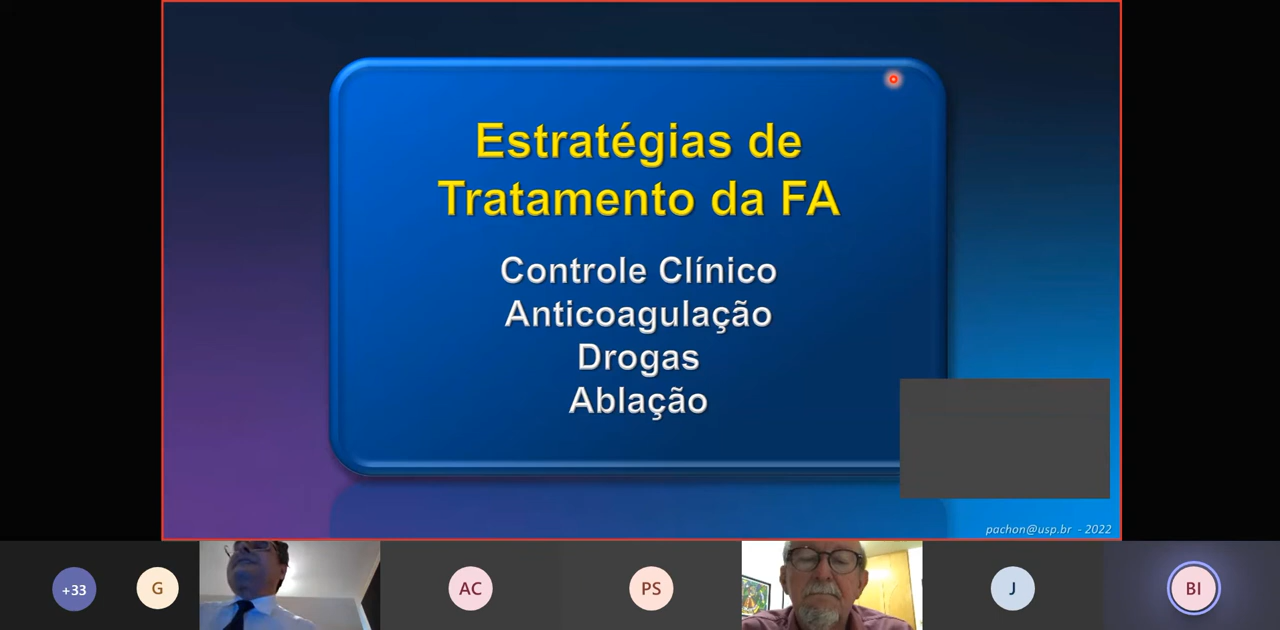 Estratégias de
Tratamento da FA
Controle Clínico
Anticoagulação
Drogas
Ablação
pachon@usp.br - 2022
+33
G
AC
PS
J
BI